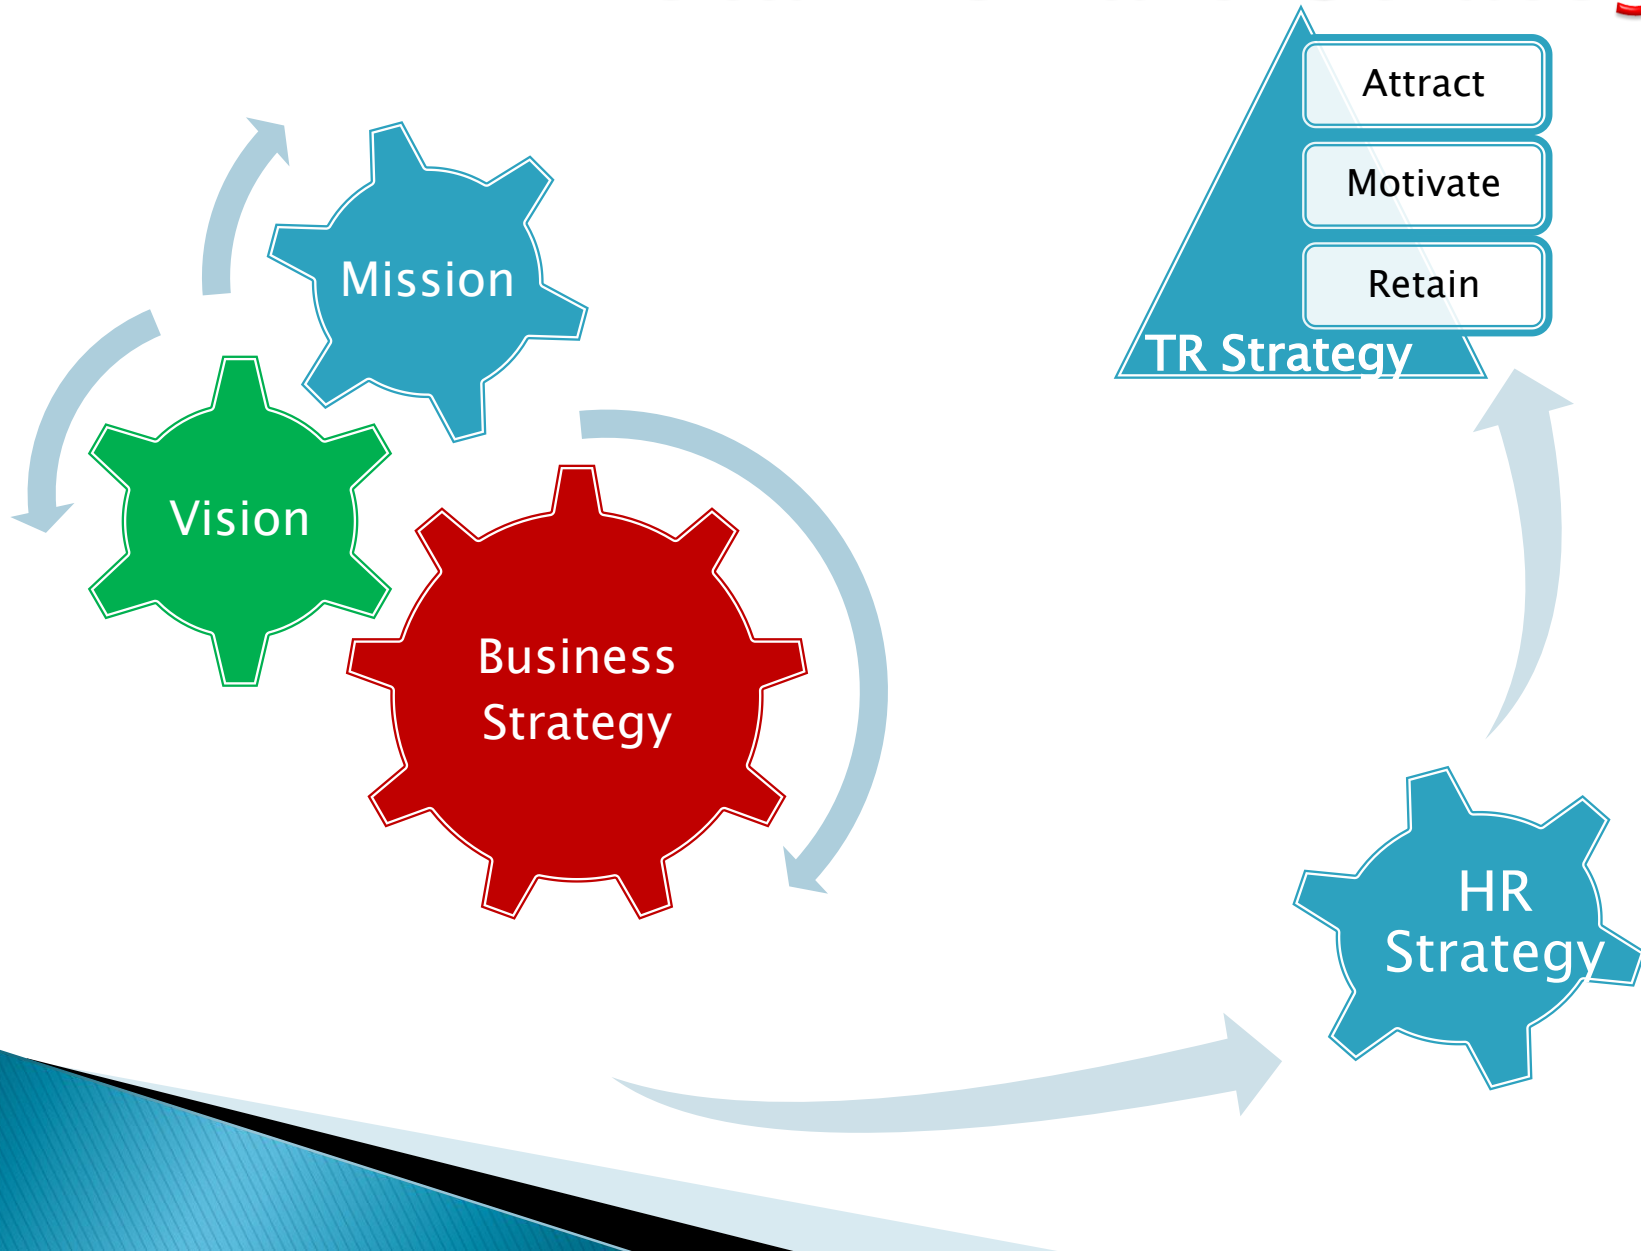 Mission
Vision
Business
Strategy
Attract
Motivate
Retain
TR Strategy
HR
Strategy